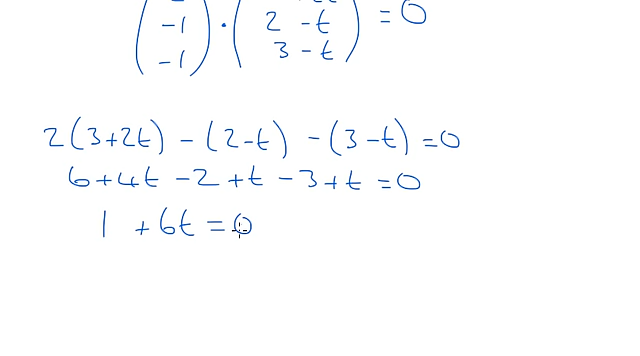 -1 · 2 -t = 0
-1 3 -t
2(3+2t) - (2-t) - (3-t) = 0
6+4t -2 +t -3+t = 0
1 + 6t = 0